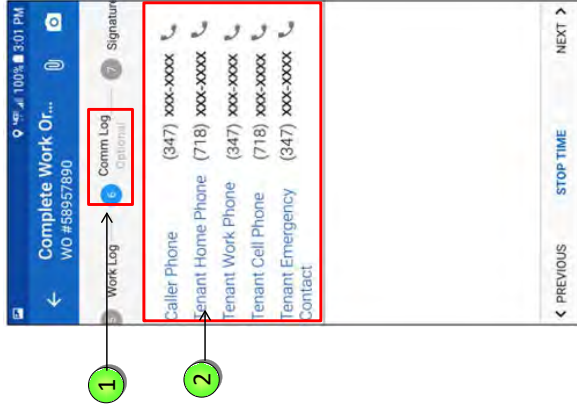 100% 3:01 PM
Complete Work Or...
WO #58957890
5 Work Log
6 Comm Log
7 Signature
Optional
Caller Phone (347) xxx-xxxx
Tenant Home Phone (718) xxx-xxxx
Tenant Work Phone (347) xxx-xxxx
Tenant Cell Phone (718) xxx-xxxx
Tenant Emergency Contact (347) xxx-xxxx
PREVIOUS STOP TIME NEXT
1
2